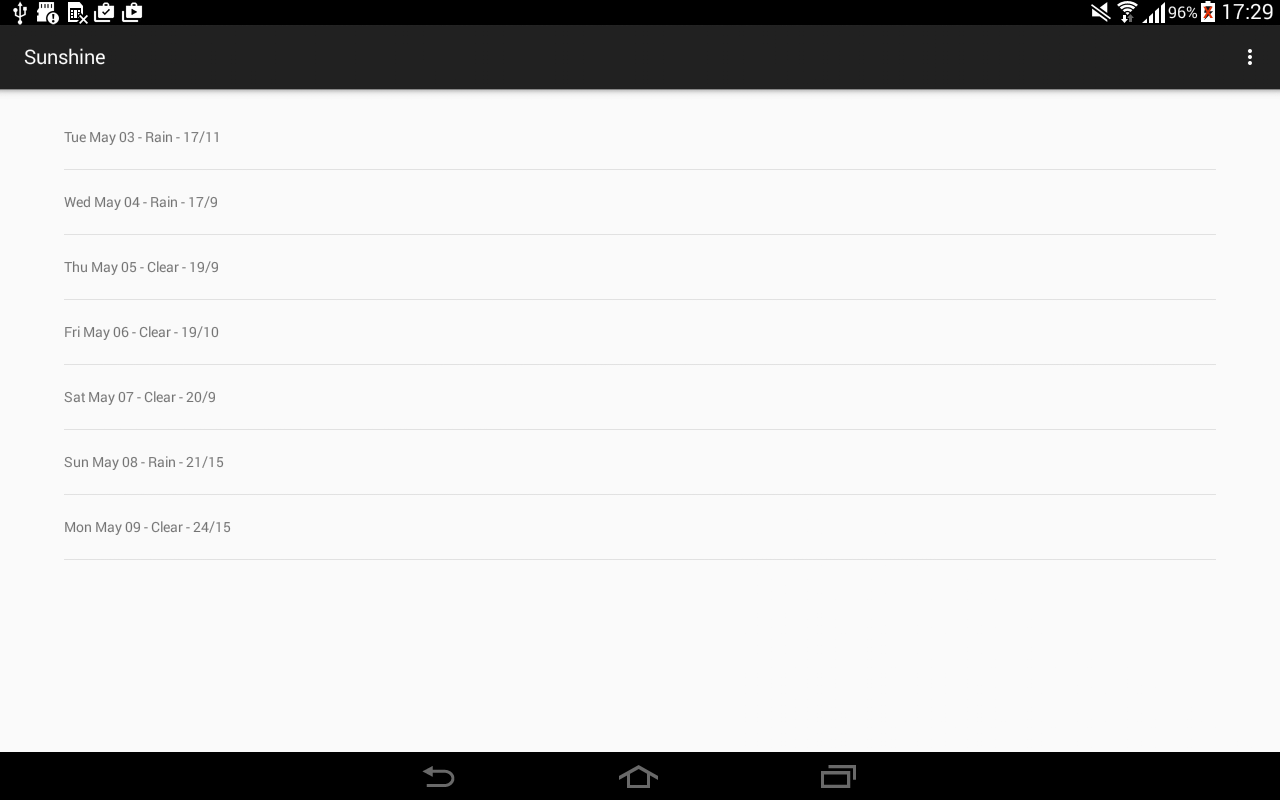 96% 17:29
Sunshine
Tue May 03 - Rain - 17/11
Wed May 04 - Rain - 17/9
Thu May 05 - Clear - 19/9
Fri May 06 - Clear - 19/10
Sat May 07 - Clear - 20/9
Sun May 08 - Rain - 21/15
Mon May 09 - Clear - 24/15